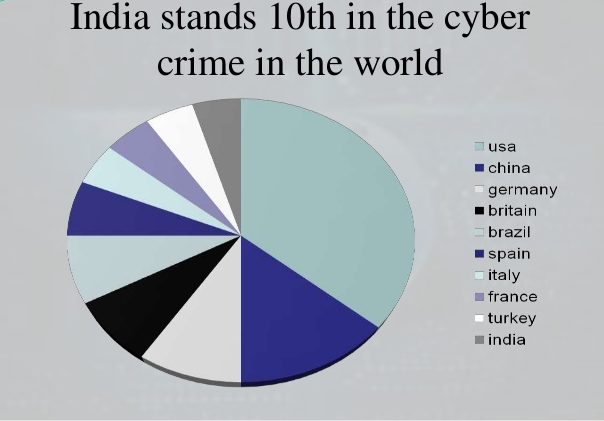 India stands 10th in the cyber
crime in the world
usa
china
germany
britain
brazil
spain
italy
france
turkey
india